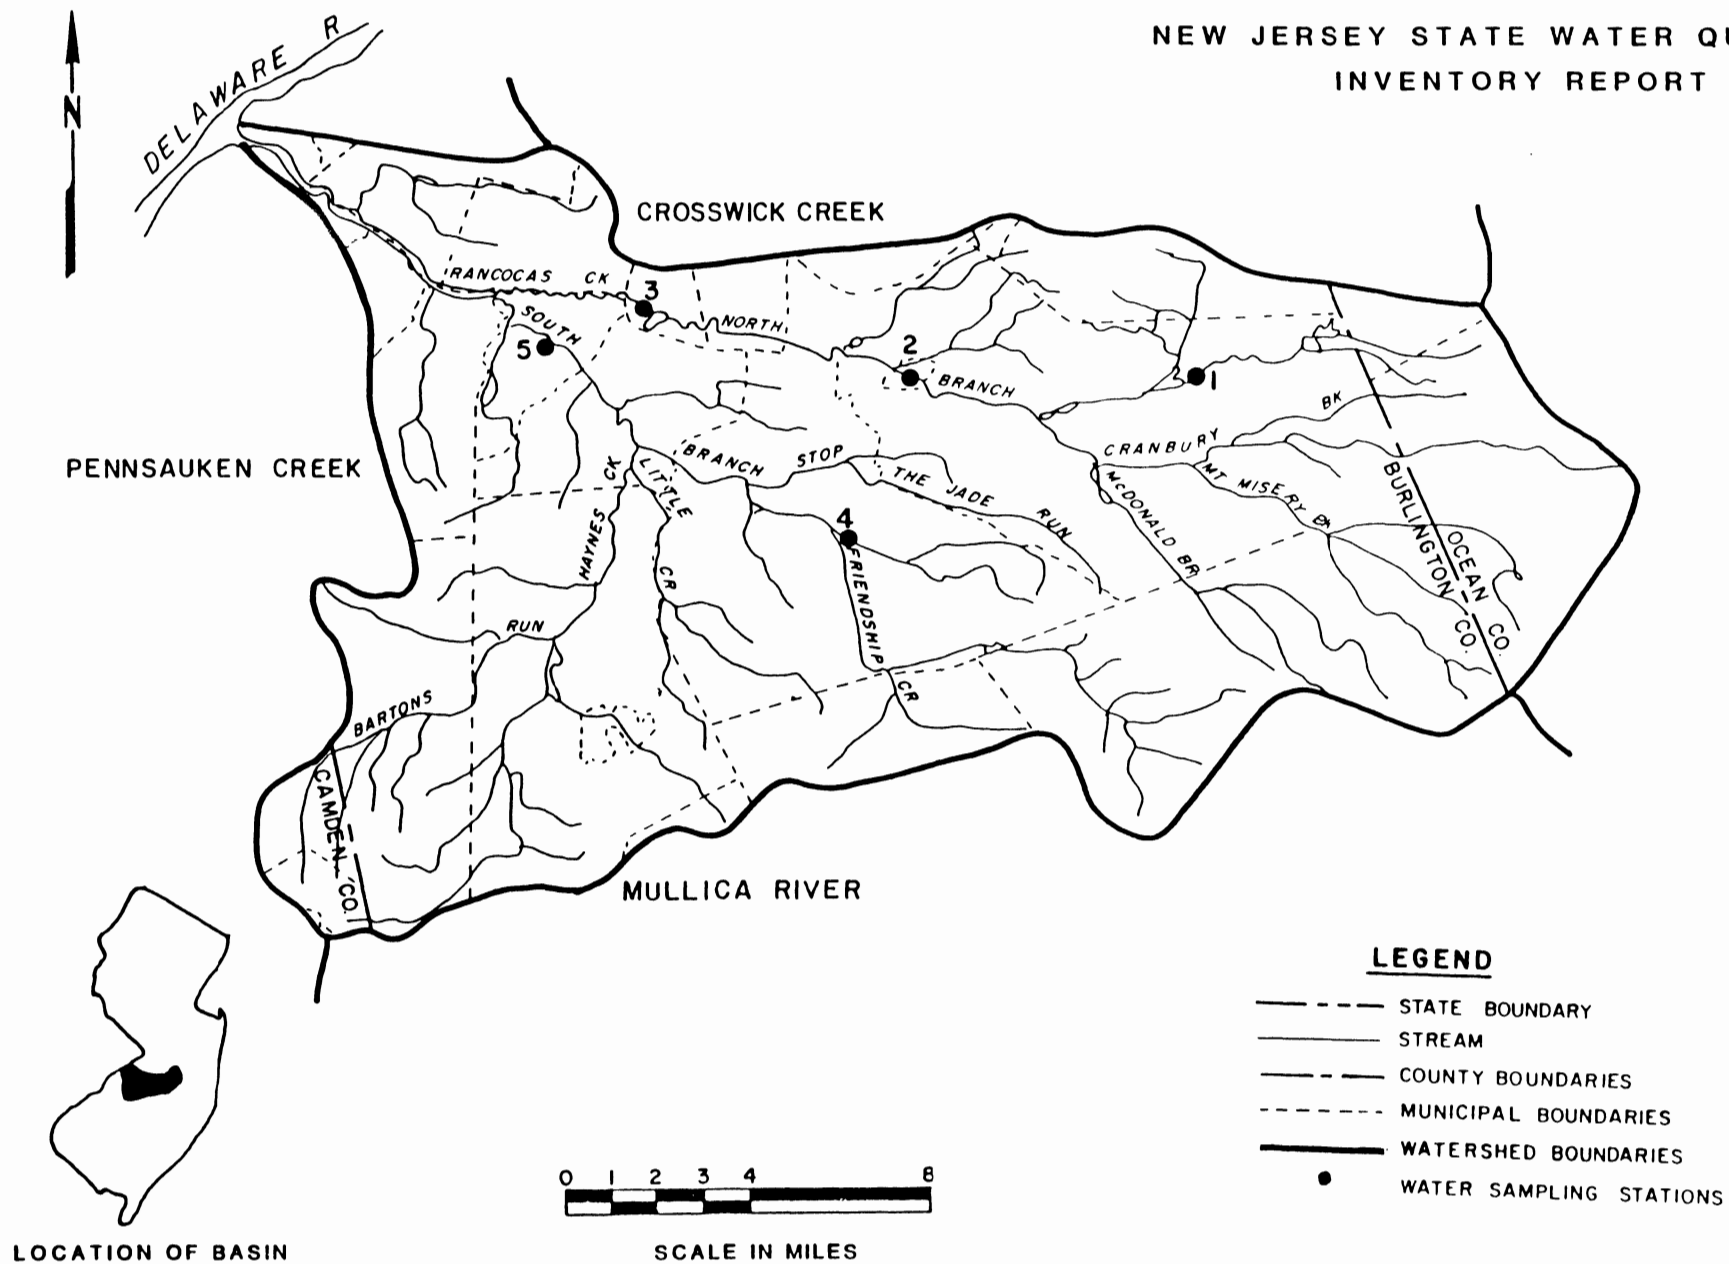 NEW JERSEY STATE WATER
INVENTORY REPORT
DELAWARE R
N
CROSSWICK CREEK
RANCOCAS CK
3
NORTH
SOUTH
5
2
BRANCH
1
BK
CRANBURY
PENNSAUKEN CREEK
BRANCH
STOP
THE JADE RUN
MT MISERY BK
McDONALD BR.
HAYNES CK
LITTLE
CR
4
FRIENDSHIP
CR
BURLINGTON CO.
OCEAN CO.
RUN
BARTONS
CAMDEN CO.
MULLICA RIVER
LEGEND
STATE BOUNDARY
STREAM
COUNTY BOUNDARIES
MUNICIPAL BOUNDARIES
WATERSHED BOUNDARIES
WATER SAMPLING STATIONS
0 1 2 3 4 8
SCALE IN MILES
LOCATION OF BASIN